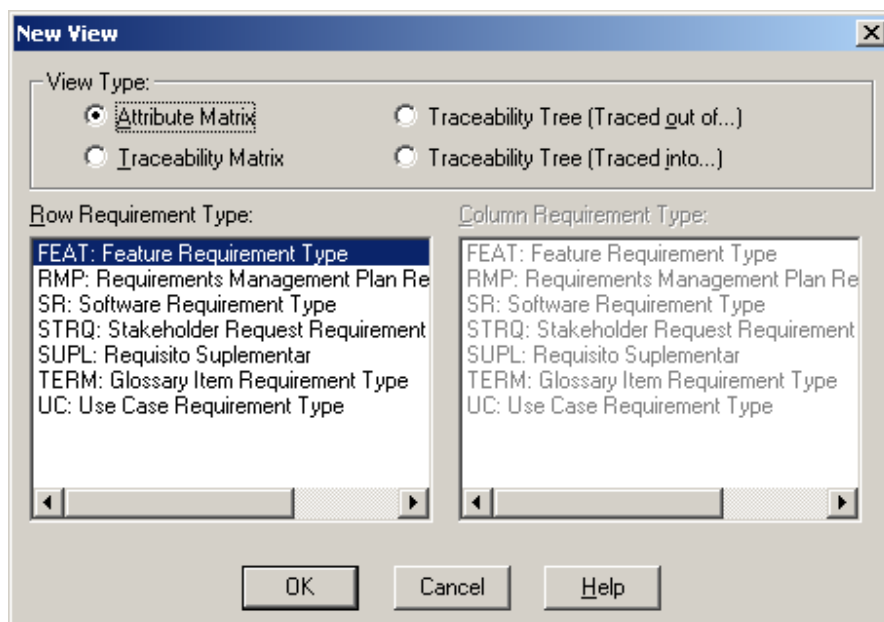 New View
View Type:
Attribute Matrix
Traceability Tree (Traced out of...)
Traceability Matrix
Traceability Tree (Traced into...)
Row Requirement Type:
FEAT: Feature Requirement Type
RMP: Requirements Management Plan Re
SR: Software Requirement Type
STRQ: Stakeholder Request Requirement
SUPL: Requisito Suplementar
TERM: Glossary Item Requirement Type
UC: Use Case Requirement Type
Column Requirement Type:
FEAT: Feature Requirement Type
RMP: Requirements Management Plan Re
SR: Software Requirement Type
STRQ: Stakeholder Request Requirement
SUPL: Requisito Suplementar
TERM: Glossary Item Requirement Type
UC: Use Case Requirement Type
OK
Cancel
Help